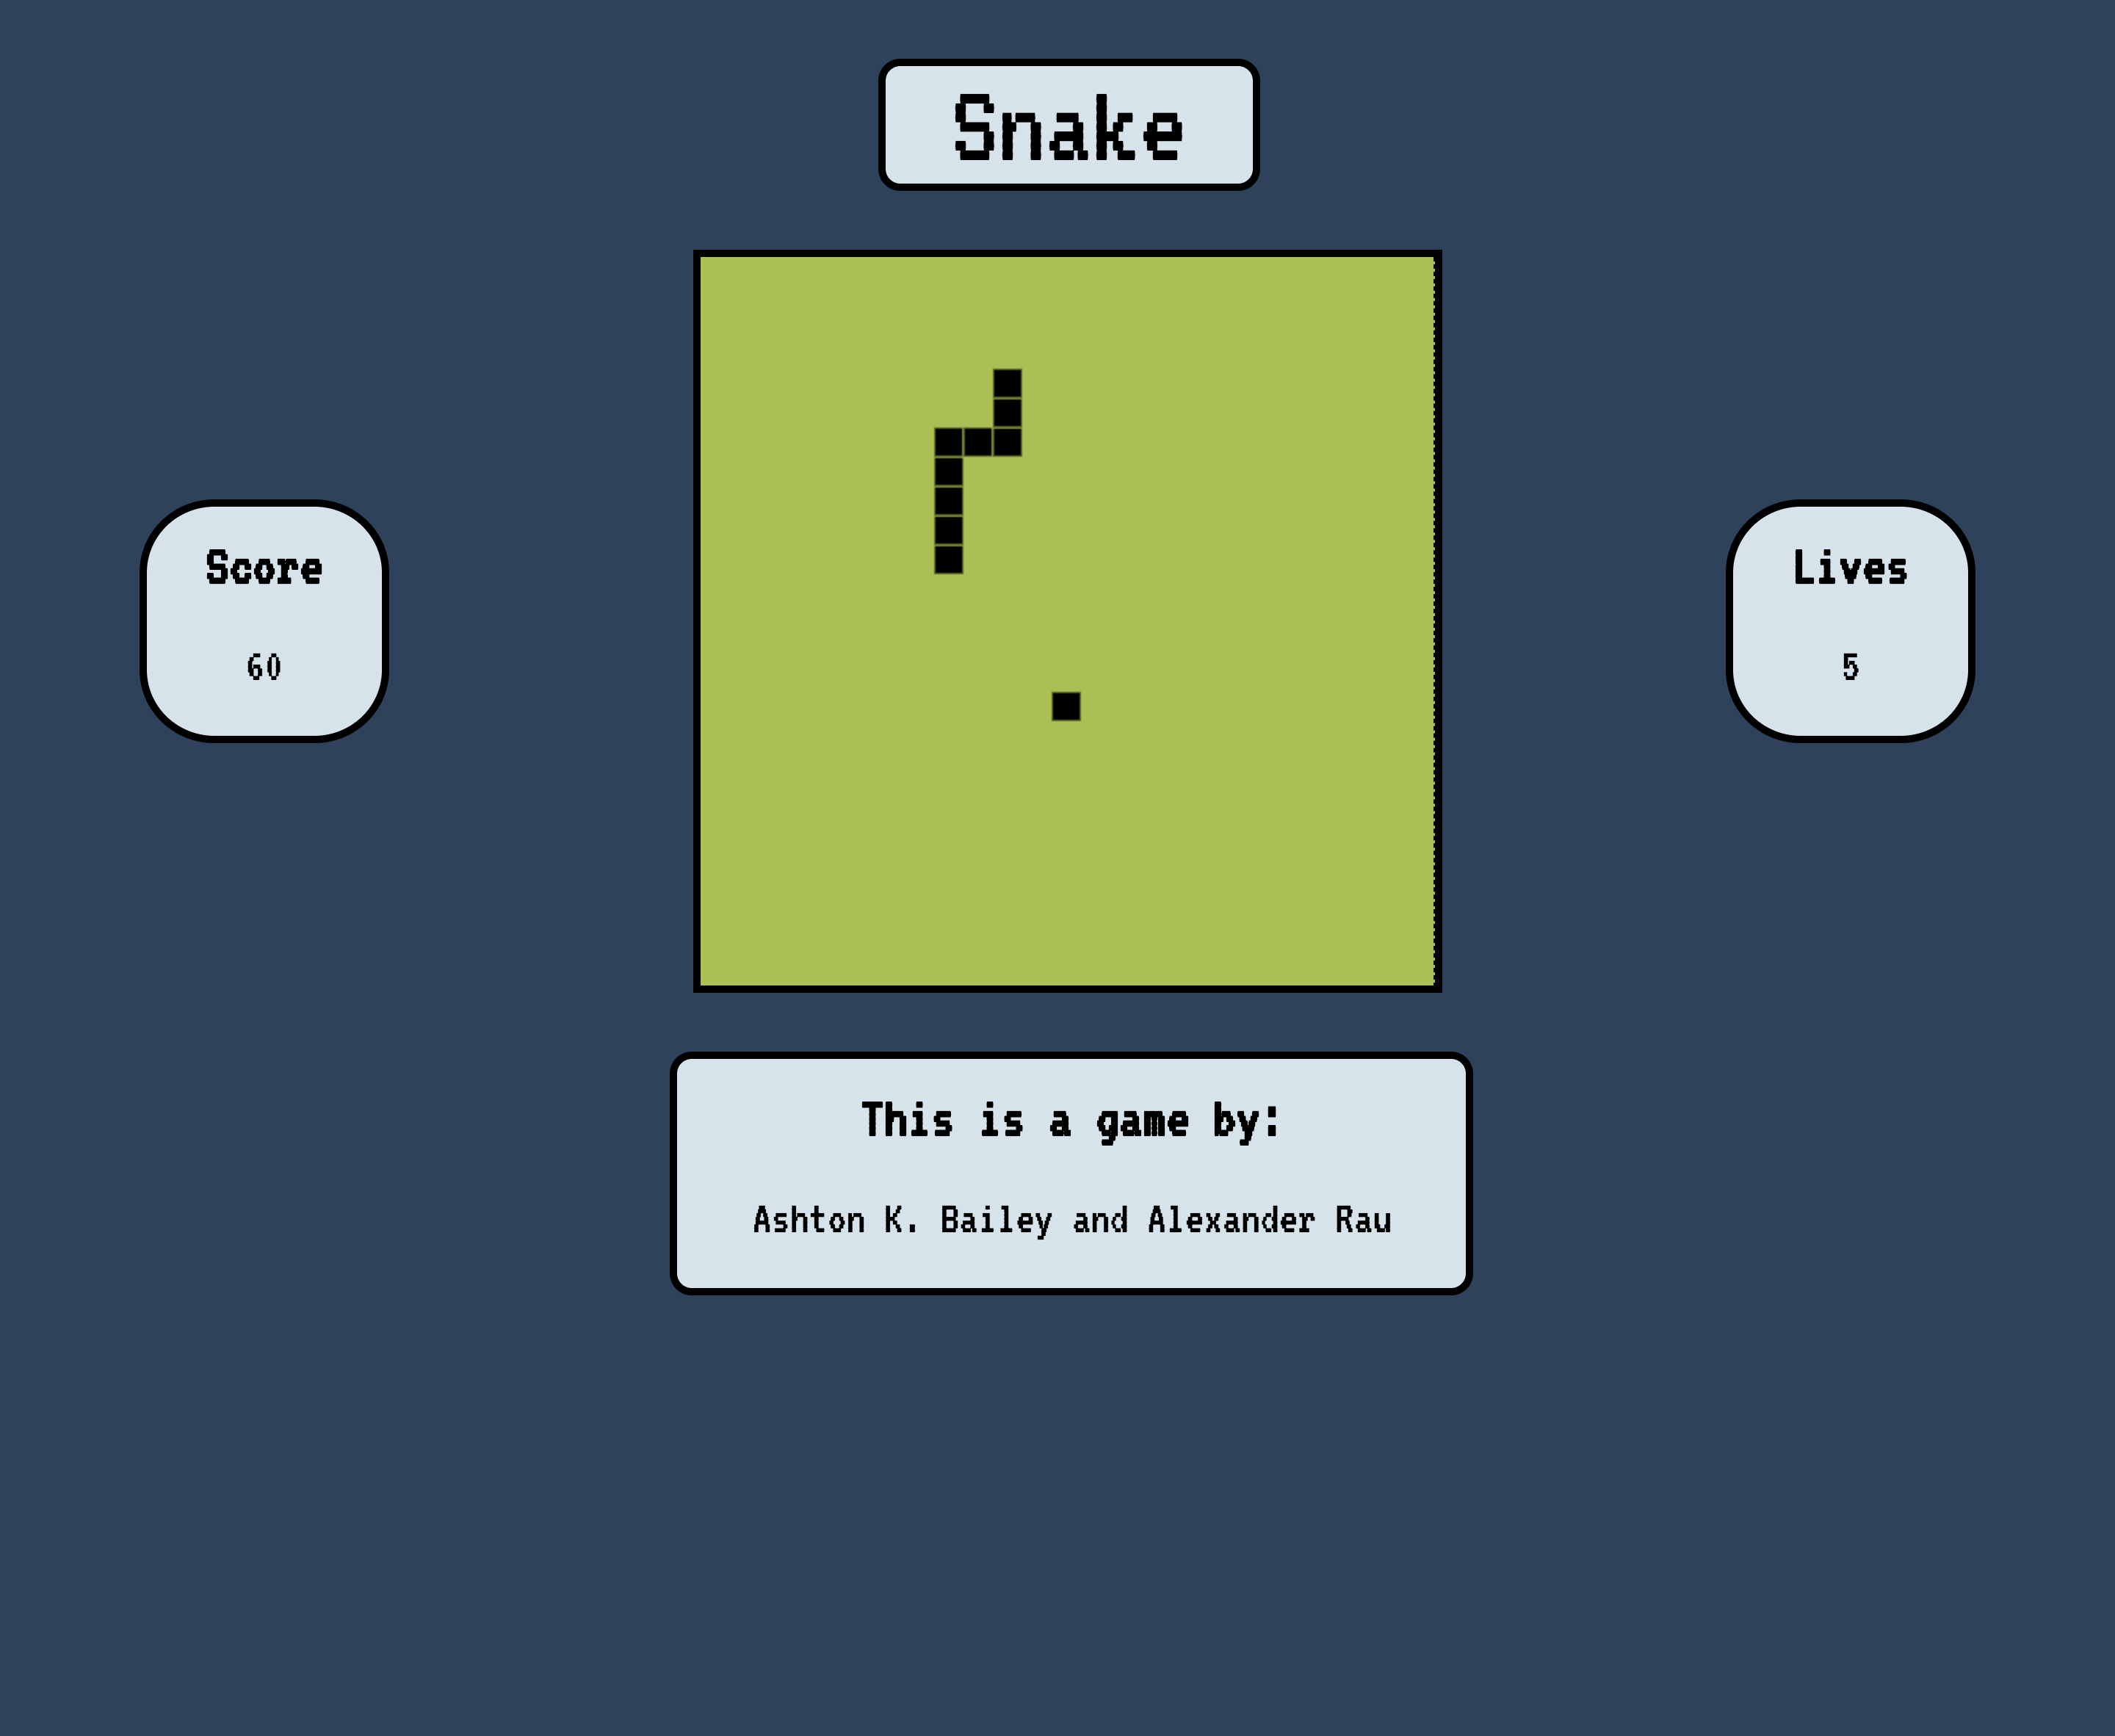 Snake
Score
60
Lives
5
This is a game by:
Ashton K. Bailey and Alexander Rau